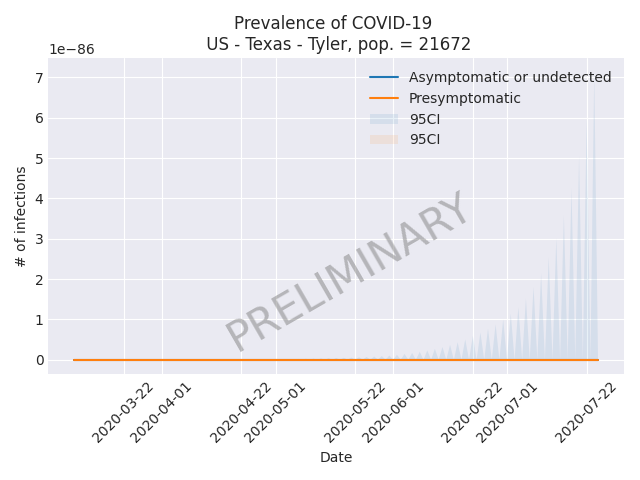 Prevalence of COVID-19
US - Texas - Tyler, pop. = 21672
1e−86
Asymptomatic or undetected
Presymptomatic
95CI
95CI
7
6
5
4
3
2
1
0
# of infections
PRELIMINARY
2020-03-22
2020-04-01
2020-04-22
2020-05-01
2020-05-22
2020-06-01
2020-06-22
2020-07-01
2020-07-22
Date